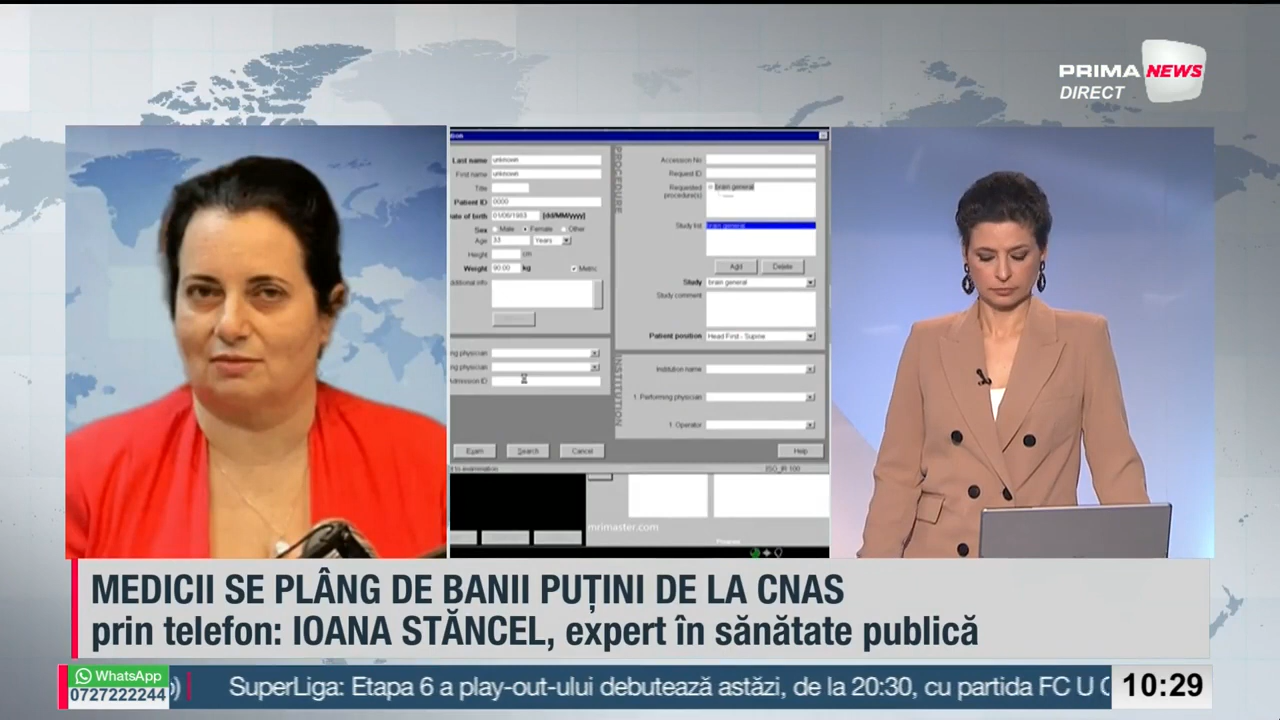 PRIMA NEWS
DIRECT
Last name unknown
First name unknown
Title
Patient ID 0000
Date of birth 01/06/1983 [dd/MM/yyyy]
Sex Male Female Other
Age 33 Years
Height cm
Weight 90.00 kg Metric
info
physician
physician
Admission ID
Exam Search Cancel
to examination
PROCEDURE
Accession No
Request ID
Requested procedure(s) brain general
Study list brain general
Add Delete
Study brain general
Study comment
Patient position Head First - Supine
INSTITUTION
Institution name
1. Performing physician
1. Operator
Help
mrimaster.com
MEDICII SE PLÂNG DE BANII PUȚINI DE LA CNAS
prin telefon: IOANA STĂNCEL, expert în sănătate publică
WhatsApp
0727222244
SuperLiga: Etapa 6 a play-out-ului debutează astăzi, de la 20:30, cu partida FC U
10:29